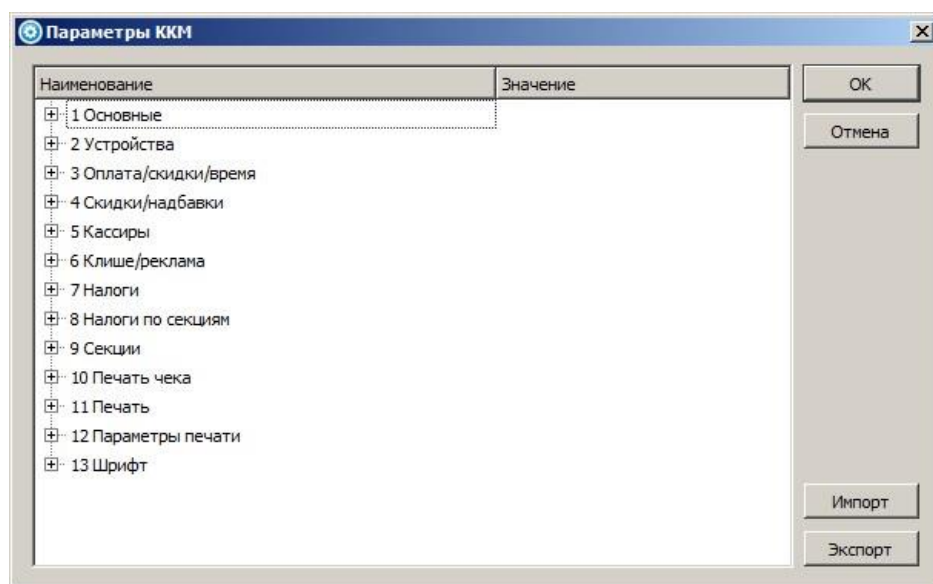 Параметры ККМ
Наименование Значение
1 Основные
2 Устройства
3 Оплата/скидки/время
4 Скидки/надбавки
5 Кассиры
6 Клише/реклама
7 Налоги
8 Налоги по секциям
9 Секции
10 Печать чека
11 Печать
12 Параметры печати
13 Шрифт
ОК
Отмена
Импорт
Экспорт